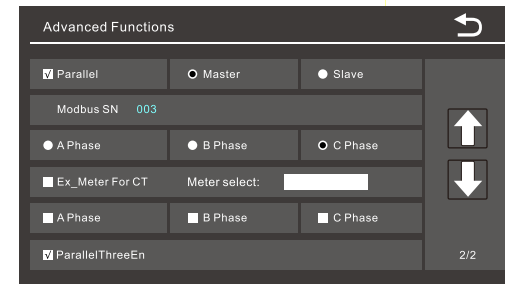 Advanced Functions
Parallel Master Slave
Modbus SN 003
A Phase B Phase C Phase
Ex_Meter For CT Meter select:
A Phase B Phase C Phase
ParallelThreeEn
2/2